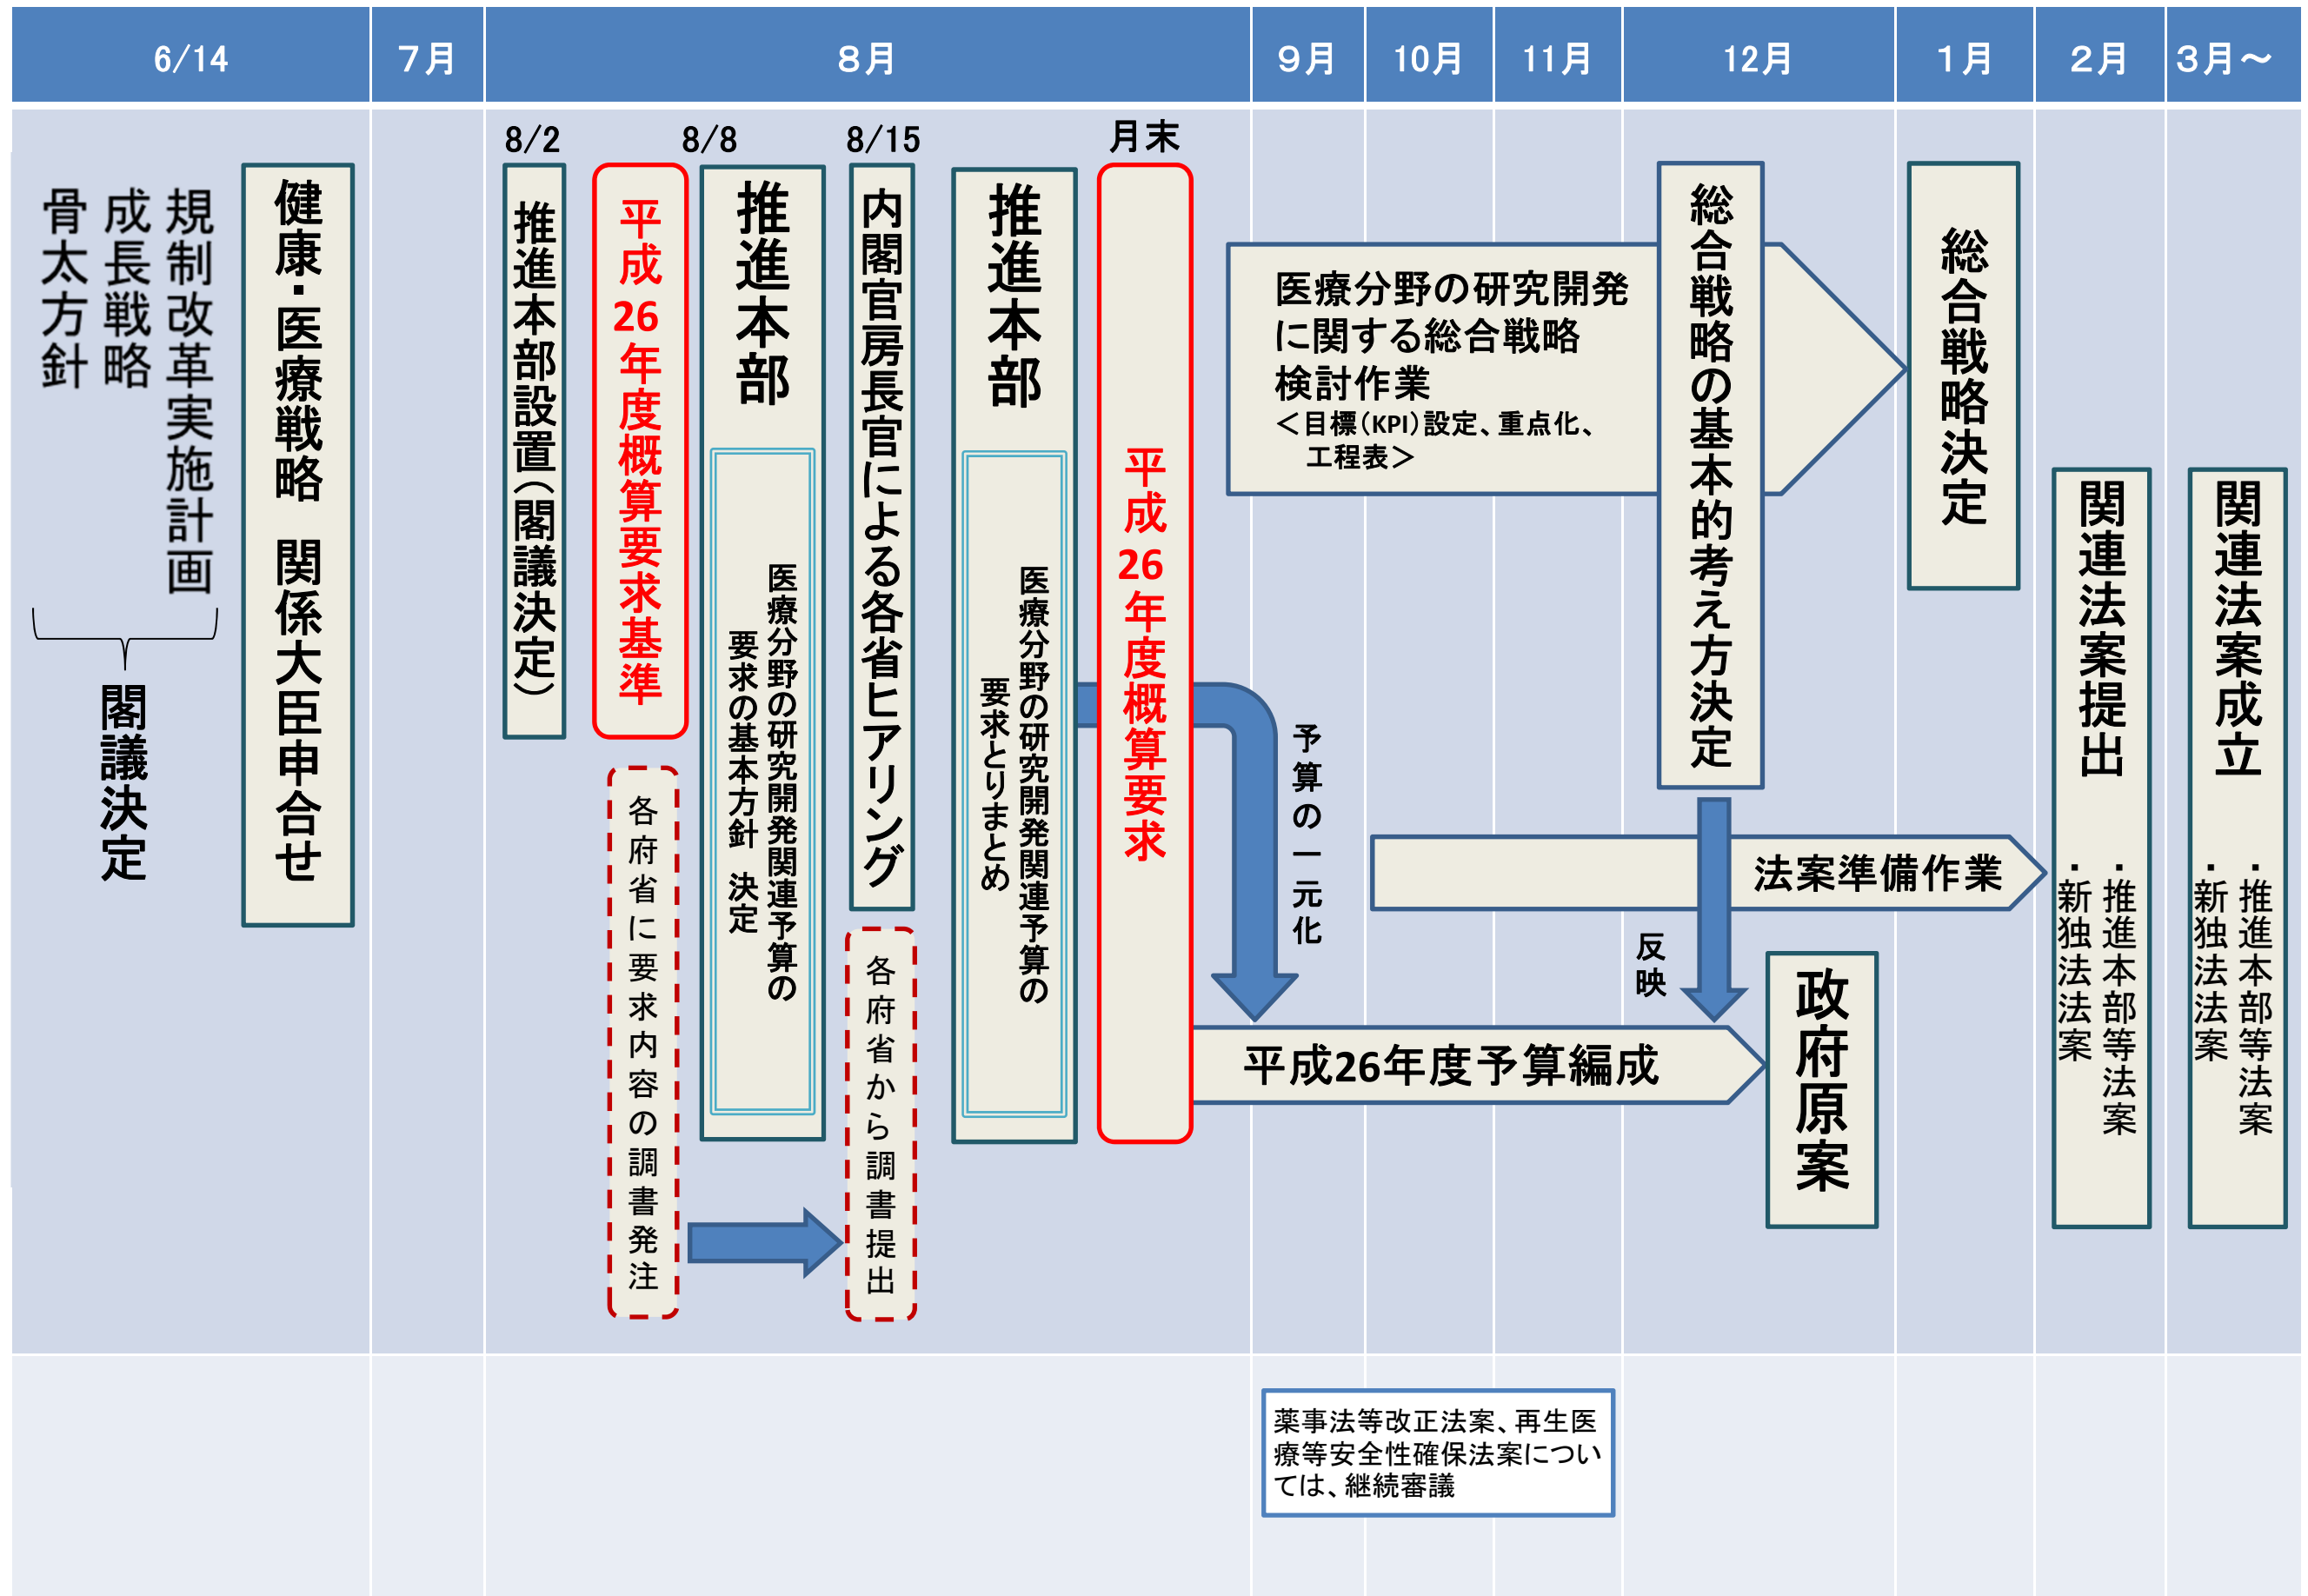 6/14
7月
8月
9月
10月
11月
12月
1月
2月
3月～
規制改革実施計画
成長戦略
骨太方針
閣議決定
健康・医療戦略 関係大臣申合せ
8/2
推進本部設置（閣議決定）
平成26年度概算要求基準
各府省に要求内容の調書発注
8/8
推進本部
医療分野の研究開発関連予算の
要求の基本方針 決定
8/15
内閣官房長官による各省ヒアリング
各府省から調書提出
推進本部
医療分野の研究開発関連予算の
要求とりまとめ
月末
平成26年度概算要求
予算の一元化
医療分野の研究開発
に関する総合戦略
検討作業
＜目標（KPI）設定、重点化、
工程表＞
総合戦略の基本的考え方決定
総合戦略決定
法案準備作業
反映
平成26年度予算編成
政府原案
関連法案提出
・推進本部等法案
・新独法法案
関連法案成立
・推進本部等法案
・新独法法案
薬事法等改正法案、再生医
療等安全性確保法案につい
ては、継続審議